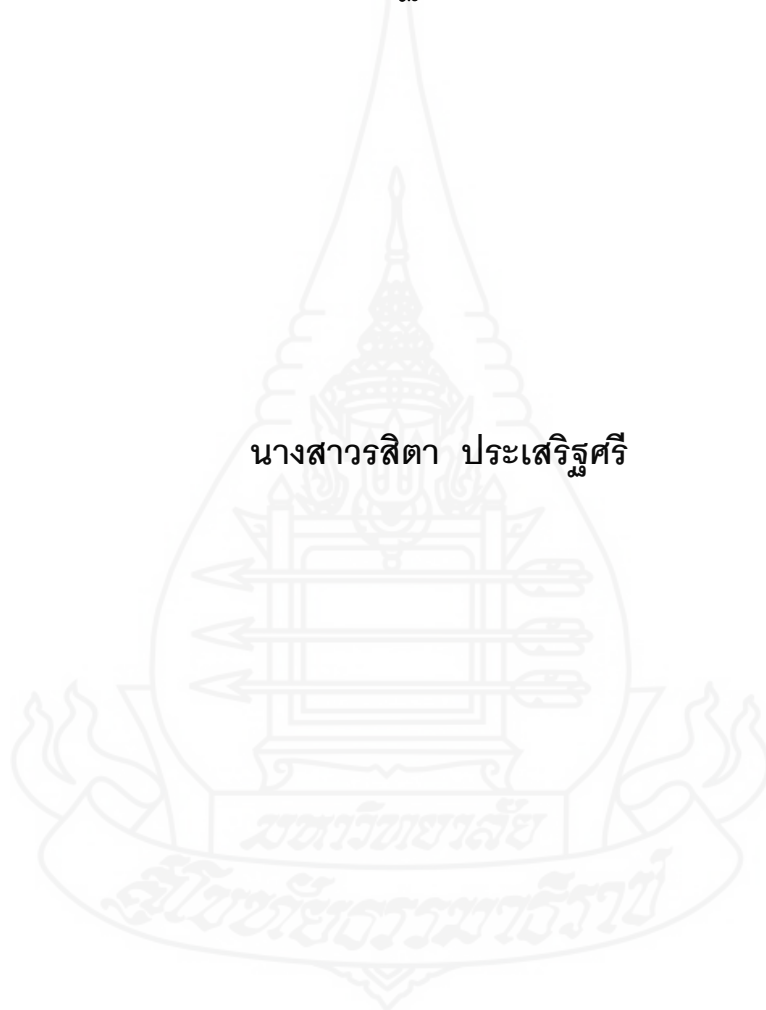 นางสาวรสิตา ประเสริฐศรี
มหาวิทยาลัย
สุโขทัยธรรมาธิราช